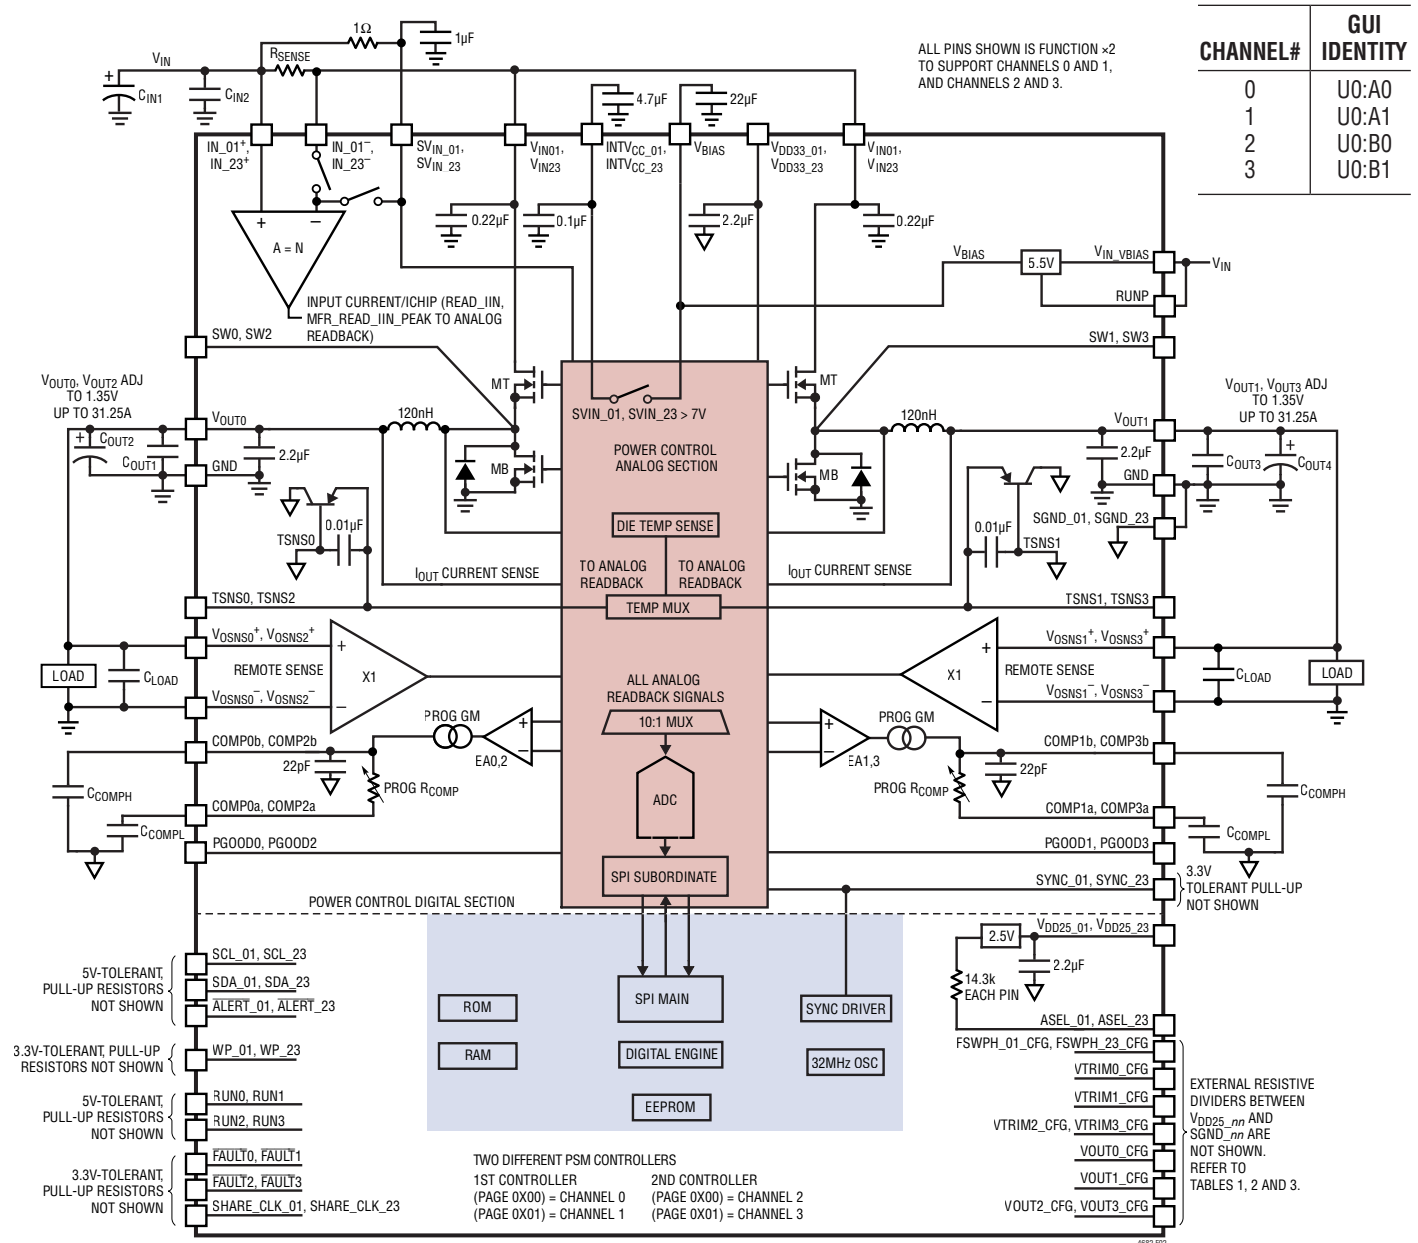 1Ω
1µF
RSENSE
VIN
CIN1
CIN2
4.7µF
22µF
ALL PINS SHOWN IS FUNCTION ×2
TO SUPPORT CHANNELS 0 AND 1,
AND CHANNELS 2 AND 3.
CHANNEL# GUI IDENTITY
0 U0:A0
1 U0:A1
2 U0:B0
3 U0:B1
IN_01+,
IN_23+
IN_01−,
IN_23−
SVIN_01,
SVIN_23
VIN01,
VIN23
INTVCC_01,
INTVCC_23
VBIAS
VDD33_01,
VDD33_23
VIN01,
VIN23
+ −
A = N
0.22µF
0.1µF
2.2µF
0.22µF
INPUT CURRENT/ICHIP (READ_IIN,
MFR_READ_IIN_PEAK TO ANALOG
READBACK)
VBIAS
5.5V
VIN_VBIAS
VIN
RUNP
SW0, SW2
SW1, SW3
MT
MT
SVIN_01, SVIN_23 > 7V
POWER CONTROL
ANALOG SECTION
VOUT0, VOUT2 ADJ
TO 1.35V
UP TO 31.25A
VOUT1, VOUT3 ADJ
TO 1.35V
UP TO 31.25A
+
COUT2
COUT1
VOUT0
GND
2.2µF
120nH
MB
MB
120nH
2.2µF
VOUT1
GND
COUT3
+
COUT4
SGND_01, SGND_23
0.01µF
TSNS0
0.01µF
TSNS1
DIE TEMP SENSE
TO ANALOG
READBACK
TO ANALOG
READBACK
IOUT CURRENT SENSE
IOUT CURRENT SENSE
TEMP MUX
TSNS0, TSNS2
TSNS1, TSNS3
VOSNS0+, VOSNS2+
REMOTE SENSE
VOSNS0−, VOSNS2−
+
−
X1
LOAD
CLOAD
VOSNS1+, VOSNS3+
REMOTE SENSE
VOSNS1−, VOSNS3−
+
−
X1
CLOAD
LOAD
ALL ANALOG
READBACK SIGNALS
10:1 MUX
ADC
SPI SUBORDINATE
PROG GM
+
−
EA0,2
+
−
EA1,3
PROG GM
COMP0b, COMP2b
22pF
PROG RCOMP
COMP0a, COMP2a
CCOMPH
CCOMPL
PGOOD0, PGOOD2
COMP1b, COMP3b
22pF
PROG RCOMP
COMP1a, COMP3a
CCOMPH
CCOMPL
PGOOD1, PGOOD3
SYNC_01, SYNC_23
3.3V
TOLERANT PULL-UP
NOT SHOWN
POWER CONTROL DIGITAL SECTION
2.5V
VDD25_01, VDD25_23
2.2µF
14.3k
EACH PIN
ASEL_01, ASEL_23
5V-TOLERANT,
PULL-UP RESISTORS
NOT SHOWN
SCL_01, SCL_23
SDA_01, SDA_23
ALERT_01, ALERT_23
3.3V-TOLERANT, PULL-UP
RESISTORS NOT SHOWN
WP_01, WP_23
5V-TOLERANT,
PULL-UP RESISTORS
NOT SHOWN
RUN0, RUN1
RUN2, RUN3
3.3V-TOLERANT,
PULL-UP RESISTORS
NOT SHOWN
FAULT0, FAULT1
FAULT2, FAULT3
SHARE_CLK_01, SHARE_CLK_23
ROM
RAM
SPI MAIN
DIGITAL ENGINE
EEPROM
SYNC DRIVER
32MHz OSC
FSWPH_01_CFG, FSWPH_23_CFG
VTRIM0_CFG
VTRIM1_CFG
VTRIM2_CFG, VTRIM3_CFG
VOUT0_CFG
VOUT1_CFG
VOUT2_CFG, VOUT3_CFG
EXTERNAL RESISTIVE
DIVIDERS BETWEEN
VDD25_nn AND
SGND_nn ARE
NOT SHOWN.
REFER TO
TABLES 1, 2 AND 3.
TWO DIFFERENT PSM CONTROLLERS
1ST CONTROLLER 2ND CONTROLLER
(PAGE 0X00) = CHANNEL 0 (PAGE 0X00) = CHANNEL 2
(PAGE 0X01) = CHANNEL 1 (PAGE 0X01) = CHANNEL 3